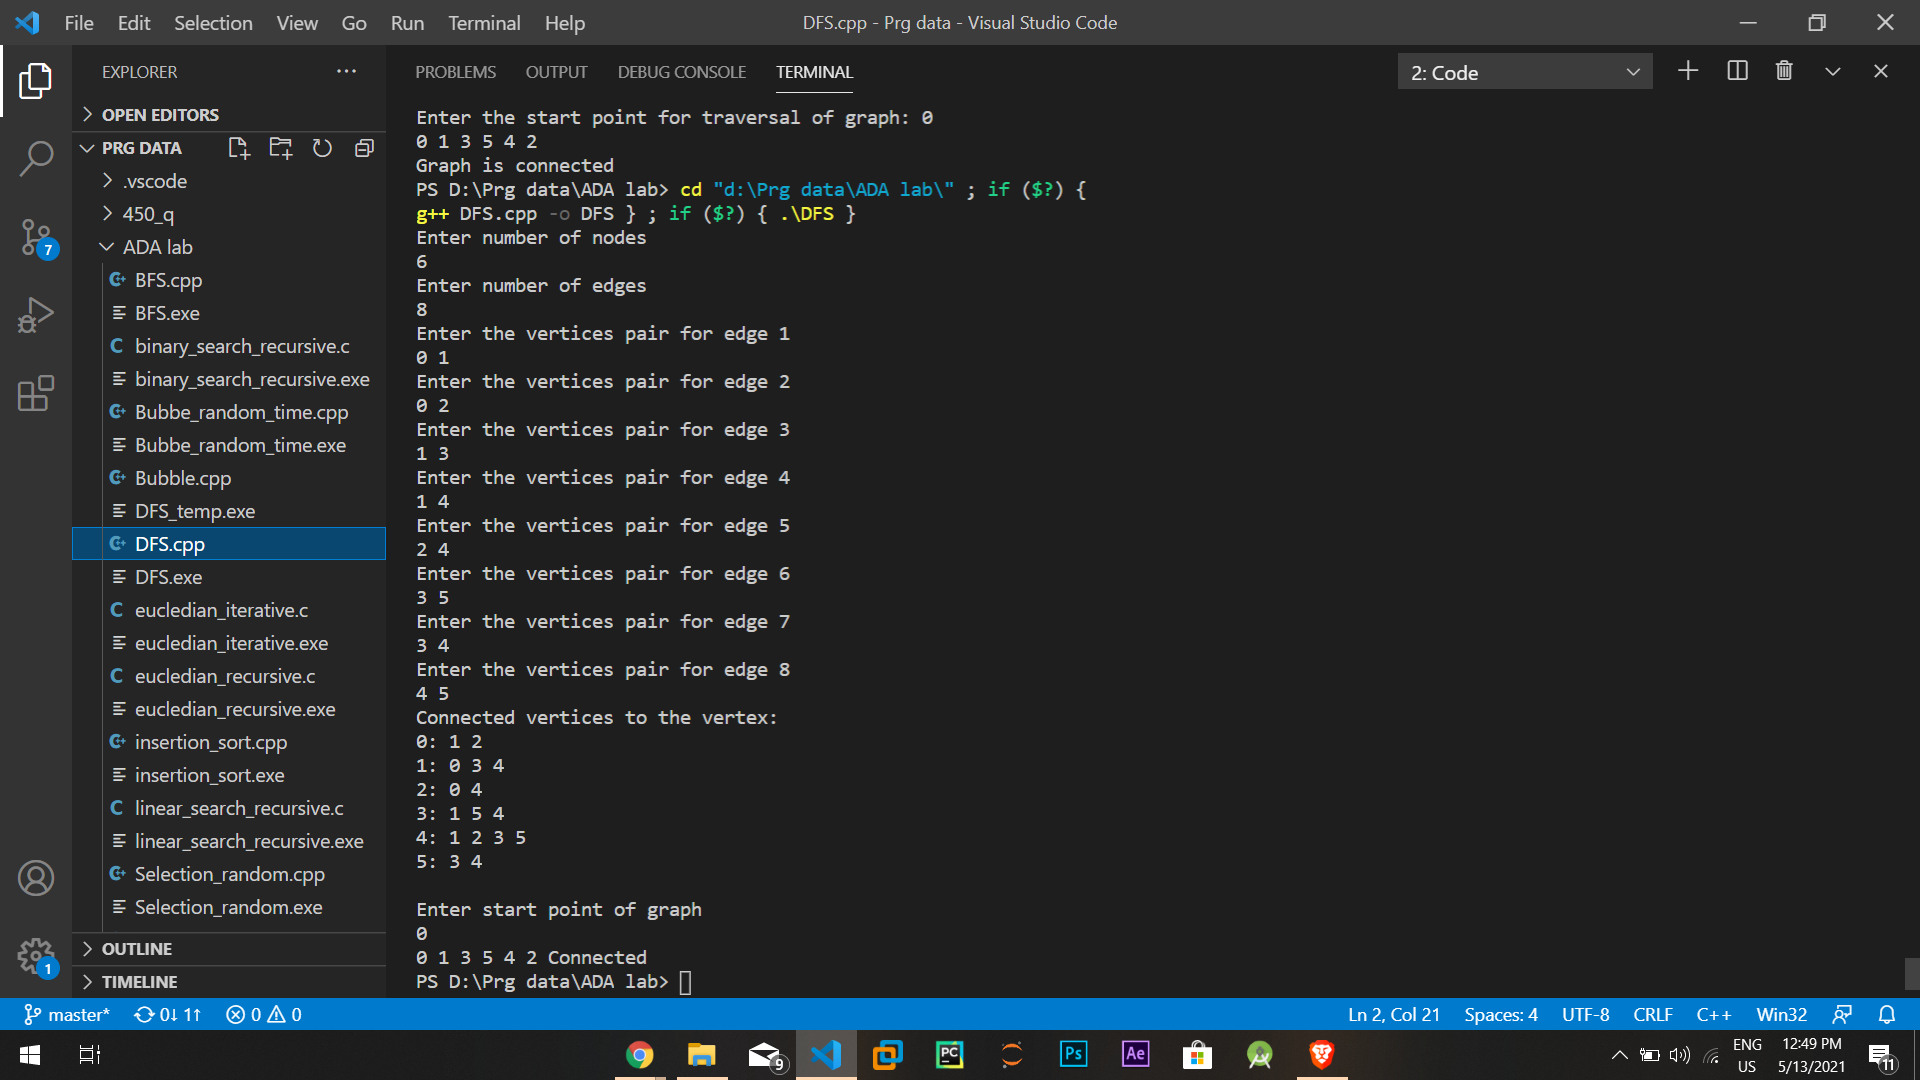 File Edit Selection View Go Run Terminal Help
DFS.cpp - Prg data - Visual Studio Code
EXPLORER
OPEN EDITORS
PRG DATA
.vscode
450_q
ADA lab
BFS.cpp
BFS.exe
binary_search_recursive.c
binary_search_recursive.exe
Bubbe_random_time.cpp
Bubbe_random_time.exe
Bubble.cpp
DFS_temp.exe
DFS.cpp
DFS.exe
eucledian_iterative.c
eucledian_iterative.exe
eucledian_recursive.c
eucledian_recursive.exe
insertion_sort.cpp
insertion_sort.exe
linear_search_recursive.c
linear_search_recursive.exe
Selection_random.cpp
Selection_random.exe
OUTLINE
TIMELINE
7
1
PROBLEMS OUTPUT DEBUG CONSOLE TERMINAL
2: Code
Enter the start point for traversal of graph: 0
0 1 3 5 4 2
Graph is connected
PS D:\Prg data\ADA lab> cd "d:\Prg data\ADA lab\" ; if ($?) {
g++ DFS.cpp -o DFS } ; if ($?) { .\DFS }
Enter number of nodes
6
Enter number of edges
8
Enter the vertices pair for edge 1
0 1
Enter the vertices pair for edge 2
0 2
Enter the vertices pair for edge 3
1 3
Enter the vertices pair for edge 4
1 4
Enter the vertices pair for edge 5
2 4
Enter the vertices pair for edge 6
3 5
Enter the vertices pair for edge 7
3 4
Enter the vertices pair for edge 8
4 5
Connected vertices to the vertex:
0: 1 2
1: 0 3 4
2: 0 4
3: 1 5 4
4: 1 2 3 5
5: 3 4
Enter start point of graph
0
0 1 3 5 4 2 Connected
PS D:\Prg data\ADA lab>
master* 0↓ 1↑ 0 0
Ln 2, Col 21 Spaces: 4 UTF-8 CRLF C++ Win32
9
PC
Ps
Ae
ENG
US
12:49 PM
5/13/2021
11